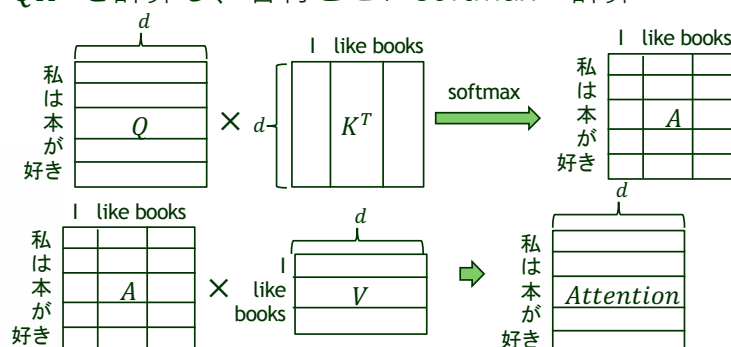 d
I like books
私
は
本
が
好き
Q
×
d
K^T
softmax
I like books
私
は
本
が
好き
A
I like books
私
は
本
が
好き
A
×
d
I
like
books
V
d
私
は
本
が
好き
Attention